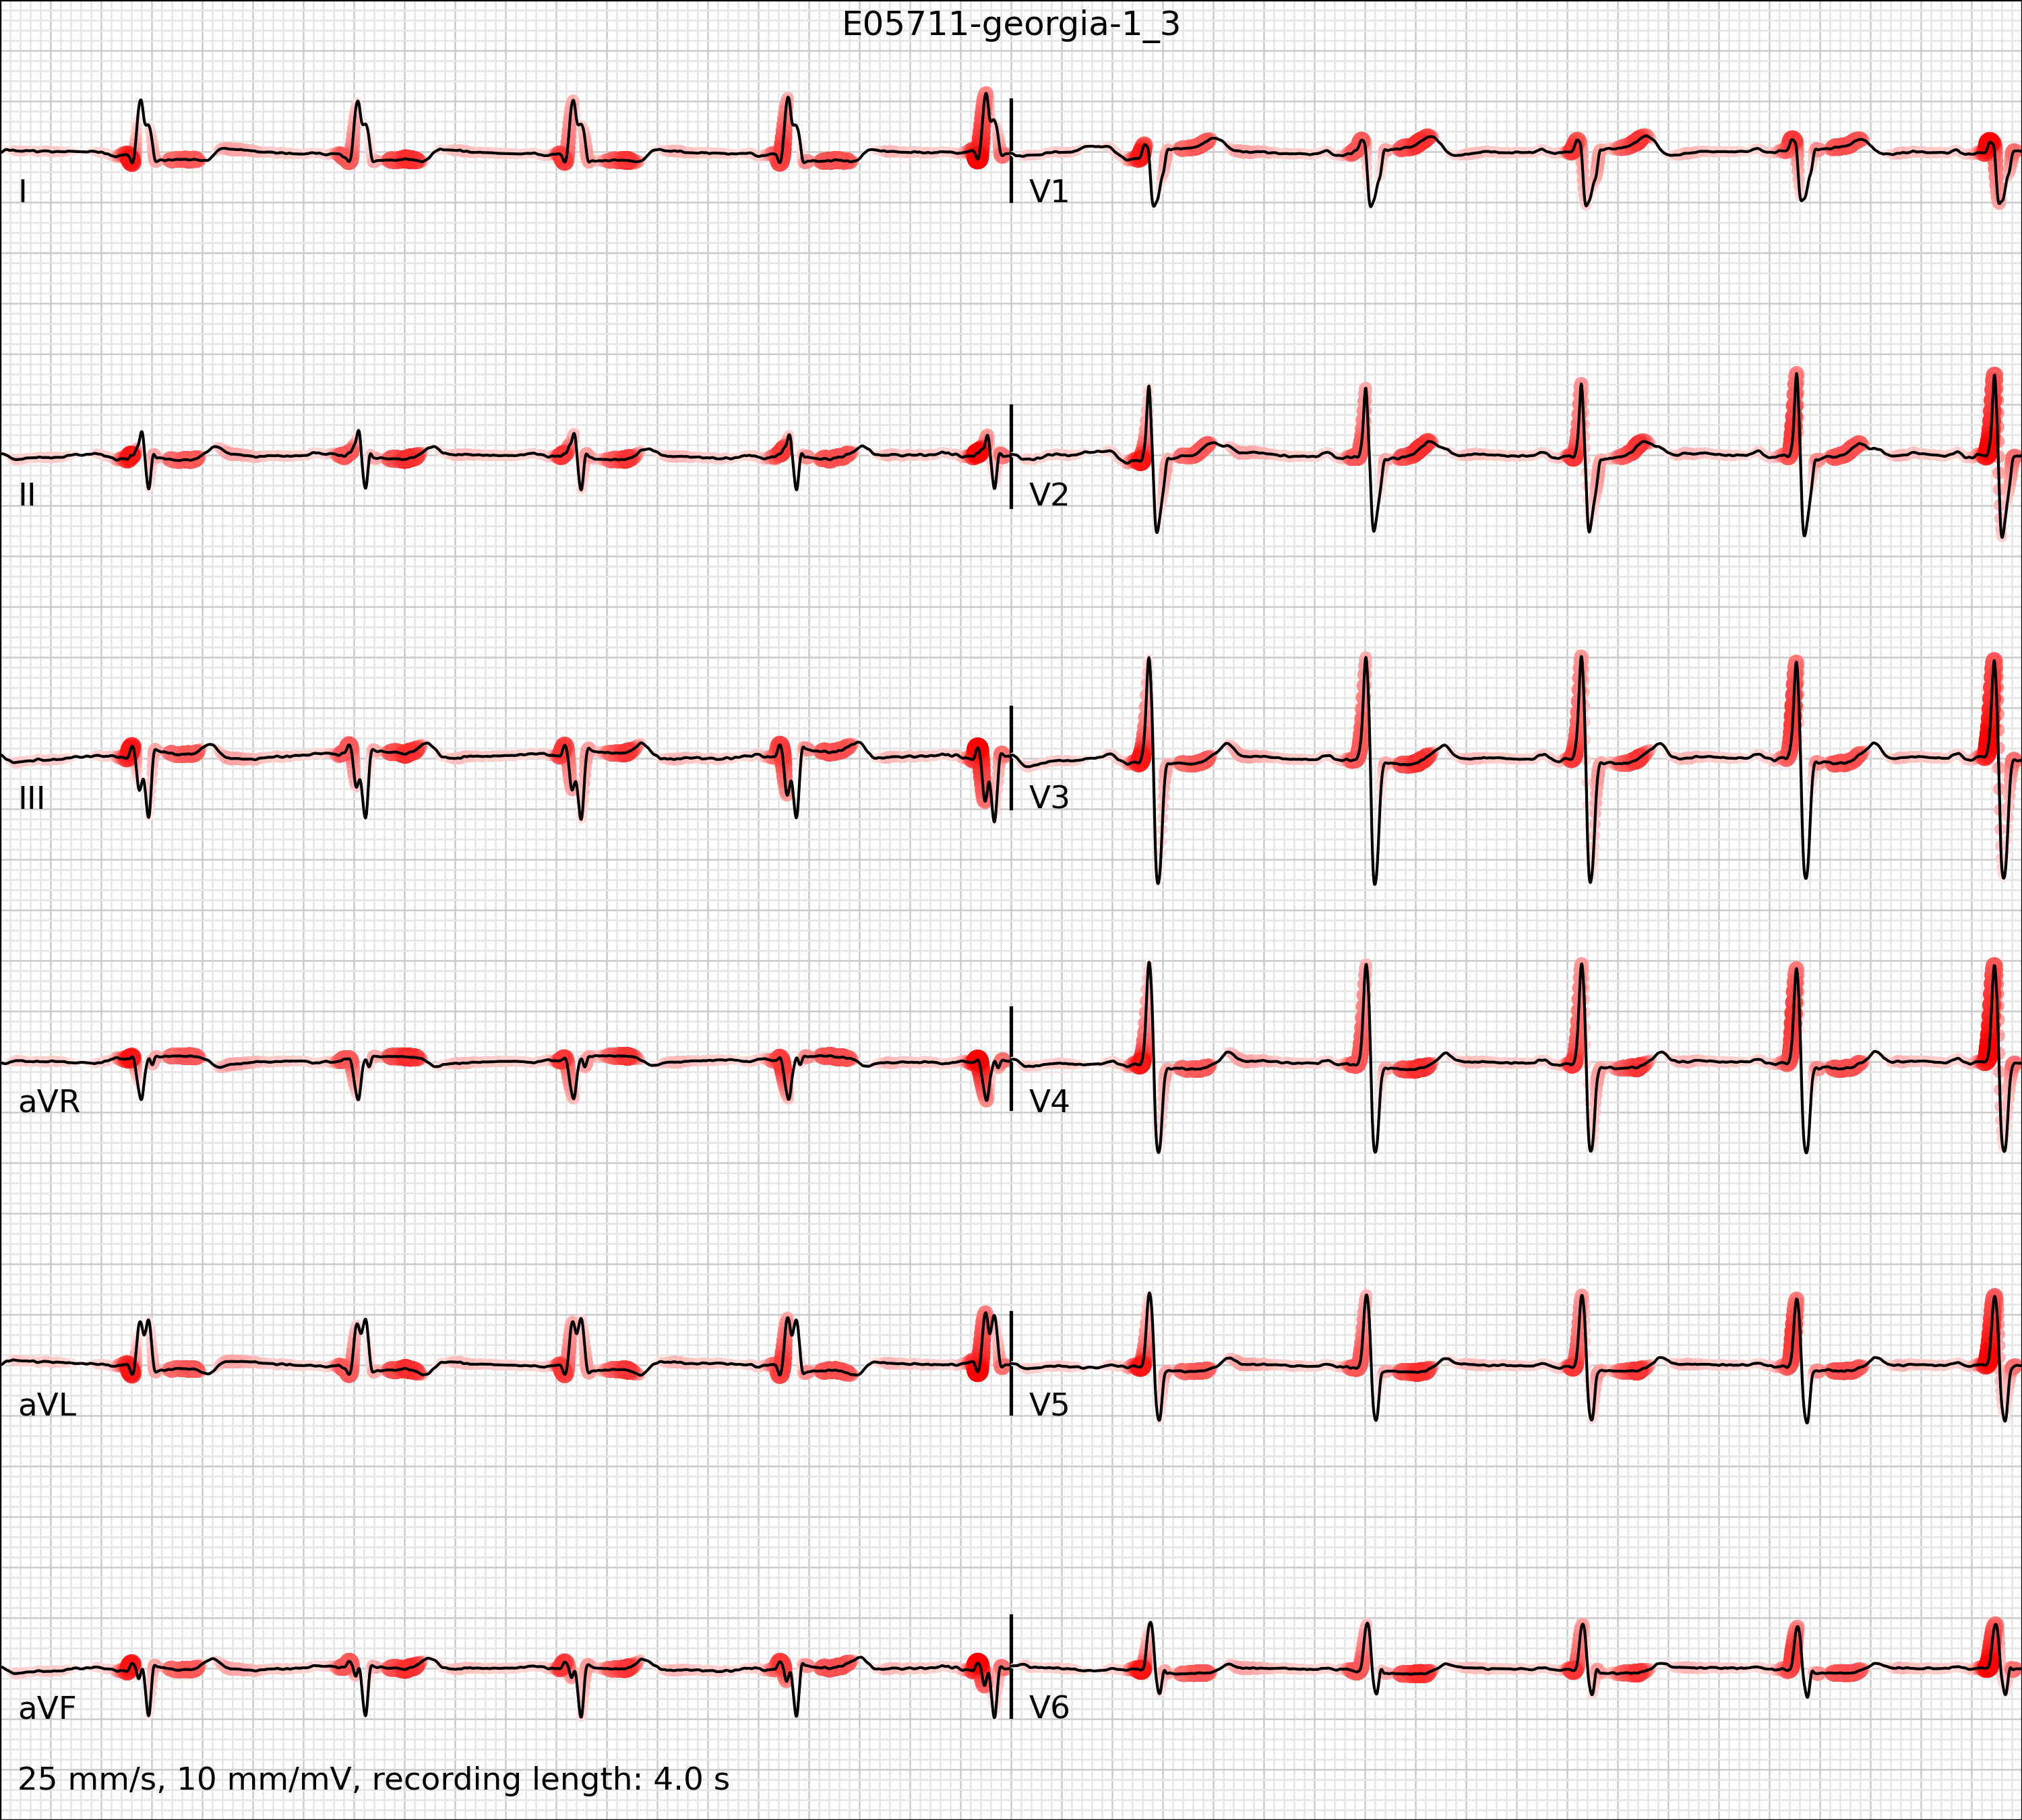 E05711-georgia-1_3
I
V1
II
V2
III
V3
aVR
V4
aVL
V5
aVF
V6
25 mm/s, 10 mm/mV, recording length: 4.0 s